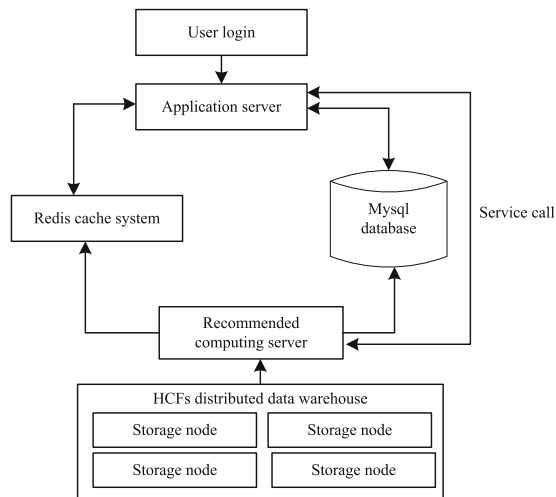 User login
Application server
Redis cache system
Mysql
database
Service call
Recommended
computing server
HCFs distributed data warehouse
Storage node
Storage node
Storage node
Storage node